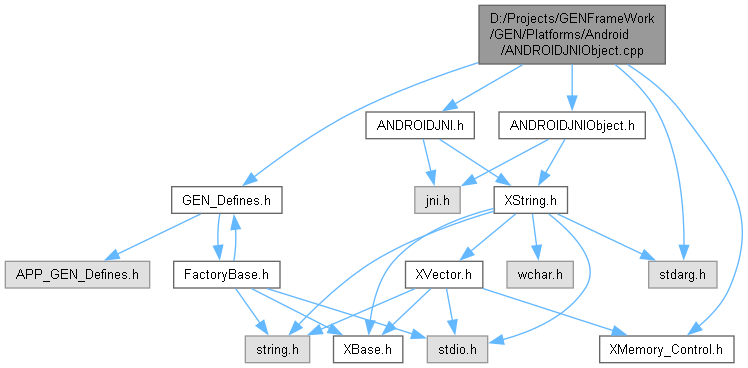 D:/Projects/GENFrameWork
/GEN/Platforms/Android
/ANDROIDJNIObject.cpp
ANDROIDJNI.h
ANDROIDJNIObject.h
GEN_Defines.h
jni.h
XString.h
APP_GEN_Defines.h
FactoryBase.h
XVector.h
wchar.h
stdarg.h
string.h
XBase.h
stdio.h
XMemory_Control.h